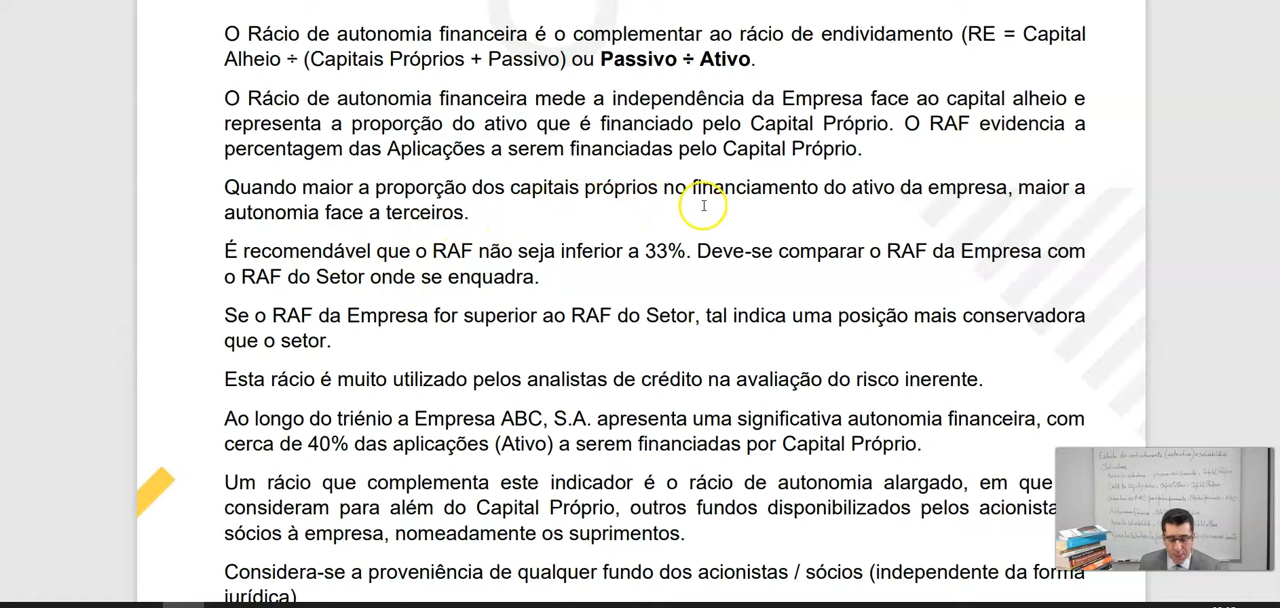 O Rácio de autonomia financeira é o complementar ao rácio de endividamento (RE = Capital
Alheio ÷ (Capitais Próprios + Passivo) ou Passivo ÷ Ativo.
O Rácio de autonomia financeira mede a independência da Empresa face ao capital alheio e
representa a proporção do ativo que é financiado pelo Capital Próprio. O RAF evidencia a
percentagem das Aplicações a serem financiadas pelo Capital Próprio.
Quando maior a proporção dos capitais próprios no financiamento do ativo da empresa, maior a
autonomia face a terceiros.
É recomendável que o RAF não seja inferior a 33%. Deve-se comparar o RAF da Empresa com
o RAF do Setor onde se enquadra.
Se o RAF da Empresa for superior ao RAF do Setor, tal indica uma posição mais conservadora
que o setor.
Esta rácio é muito utilizado pelos analistas de crédito na avaliação do risco inerente.
Ao longo do triénio a Empresa ABC, S.A. apresenta uma significativa autonomia financeira, com
cerca de 40% das aplicações (Ativo) a serem financiadas por Capital Próprio.
Um rácio que complementa este indicador é o rácio de autonomia alargado, em que
consideram para além do Capital Próprio, outros fundos disponibilizados pelos acionista
sócios à empresa, nomeadamente os suprimentos.
Considera-se a proveniência de qualquer fundo dos acionistas / sócios (independente da forma
jurídica)